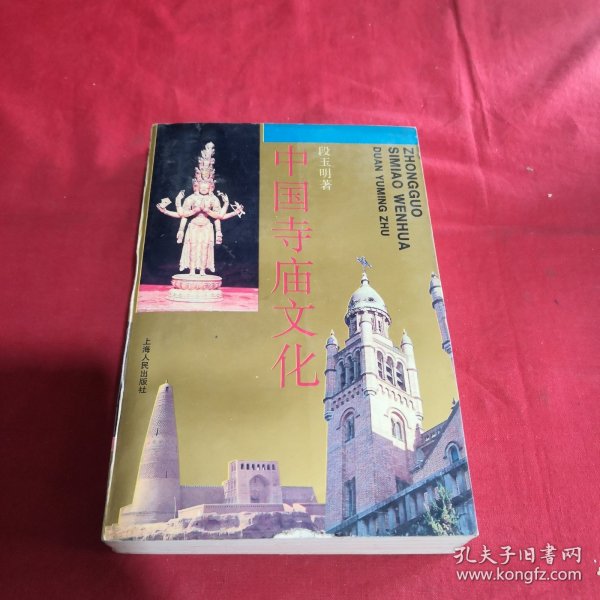 ZHONGGUO
SIMIAO WENHUA
DUAN YUMING ZHU
段玉明著
中国寺庙文化
上海人民出版社
孔夫子旧书网
www.kongfz.com